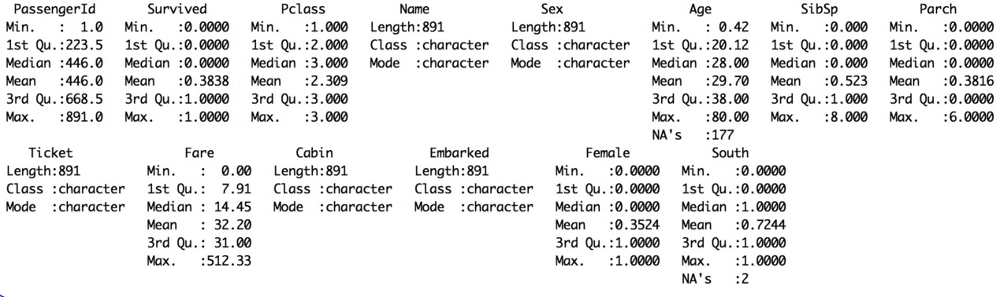 PassengerId Survived Pclass Name Sex Age SibSp Parch
Min. : 1.0 Min. :0.0000 Min. :1.000 Length:891 Length:891 Min. : 0.42 Min. :0.000 Min. :0.0000
1st Qu.:223.5 1st Qu.:0.0000 1st Qu.:2.000 Class :character Class :character 1st Qu.:20.12 1st Qu.:0.000 1st Qu.:0.0000
Median :446.0 Median :0.0000 Median :3.000 Mode :character Mode :character Median :28.00 Median :0.000 Median :0.0000
Mean :446.0 Mean :0.3838 Mean :2.309 Mean :29.70 Mean :0.523 Mean :0.3816
3rd Qu.:668.5 3rd Qu.:1.0000 3rd Qu.:3.000 3rd Qu.:38.00 3rd Qu.:1.000 3rd Qu.:0.0000
Max. :891.0 Max. :1.0000 Max. :3.000 Max. :80.00 Max. :8.000 Max. :6.0000
NA's :177
Ticket Fare Cabin Embarked Female South
Length:891 Min. : 0.00 Length:891 Length:891 Min. :0.0000 Min. :0.0000
Class :character 1st Qu.: 7.91 Class :character Class :character 1st Qu.:0.0000 1st Qu.:0.0000
Mode :character Median : 14.45 Mode :character Mode :character Median :0.0000 Median :1.0000
Mean : 32.20 Mean :0.3524 Mean :0.7244
3rd Qu.: 31.00 3rd Qu.:1.0000 3rd Qu.:1.0000
Max. :512.33 Max. :1.0000 Max. :1.0000
NA's :2